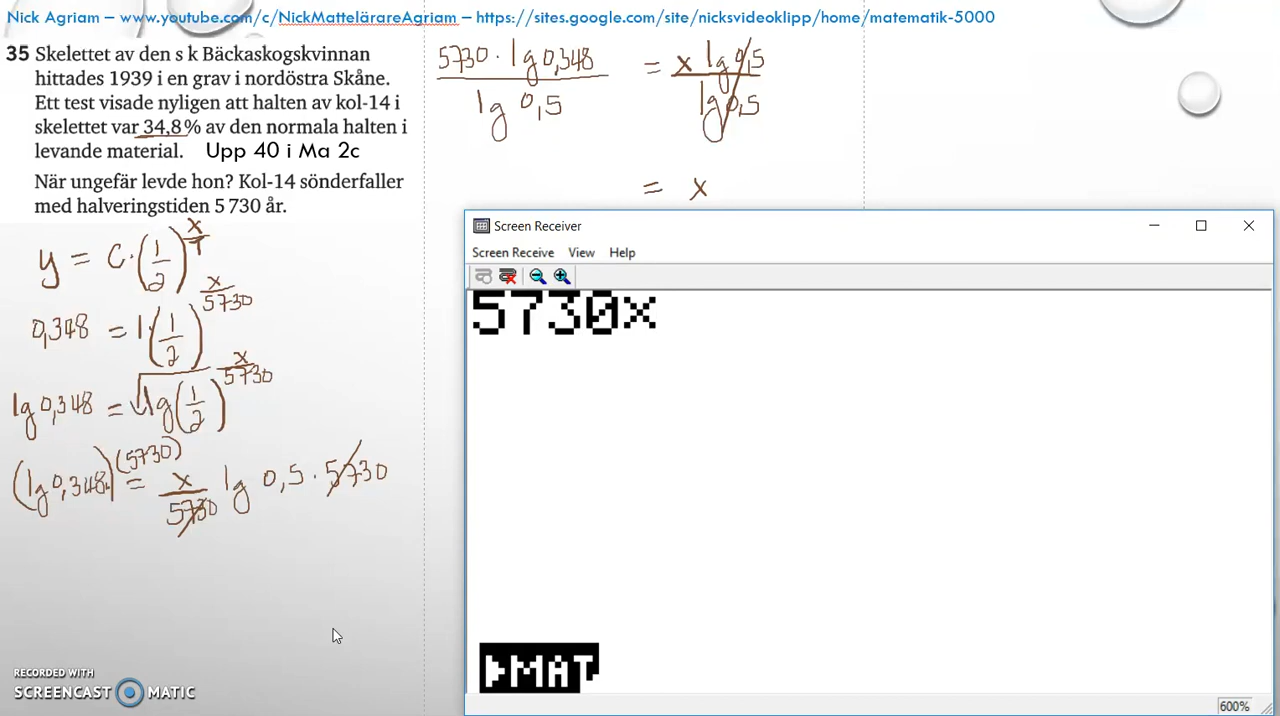 Nick Agriam – www.youtube.com/c/NickMattelärareAgriam – https://sites.google.com/site/nicksvideoklipp/home/matematik-5000
35 Skelettet av den s k Bäckaskogskvinnan
hittades 1939 i en grav i nordöstra Skåne.
Ett test visade nyligen att halten av kol-14 i
skelettet var 34,8% av den normala halten i
levande material. Upp 40 i Ma 2c
När ungefär levde hon? Kol-14 sönderfaller
med halveringstiden 5 730 år.
y = C·(1/2)^(x/T)
0,348 = 1·(1/2)^(x/5730)
lg 0,348 = lg(1/2)^(x/5730)
(lg 0,348)(5730) = x/5730 lg 0,5 · 5730
5730 · lg 0,348 / lg 0,5 = x lg 0,5 / lg 0,5
= x
Screen Receiver
Screen Receive View Help
5730x
▶MAT
600%
RECORDED WITH
SCREENCAST MATIC